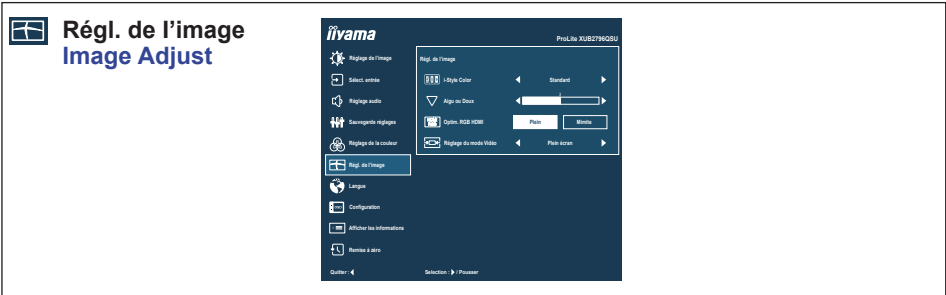 Régl. de l’image
Image Adjust
iiyama
ProLite XUB2796QSU
Réglage de l'image
Sélect. entrée
Réglage audio
Sauvegarde réglages
Réglage de la couleur
Régl. de l'image
Langue
Configuration
Afficher les informations
Remise à zéro
Régl. de l'image
i-Style Color
Standard
Aigu ou Doux
Optim. RGB HDMI
Plein
Mimite
Réglage du mode Vidéo
Plein écran
Quitter :
Selection : / Pousser